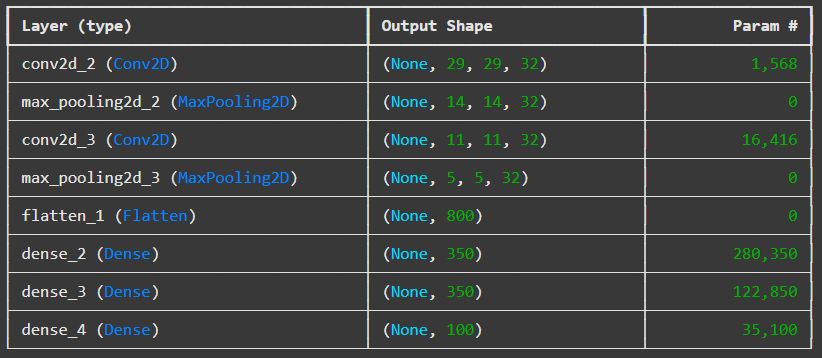 Layer (type) Output Shape Param #
conv2d_2 (Conv2D) (None, 29, 29, 32) 1,568
max_pooling2d_2 (MaxPooling2D) (None, 14, 14, 32) 0
conv2d_3 (Conv2D) (None, 11, 11, 32) 16,416
max_pooling2d_3 (MaxPooling2D) (None, 5, 5, 32) 0
flatten_1 (Flatten) (None, 800) 0
dense_2 (Dense) (None, 350) 280,350
dense_3 (Dense) (None, 350) 122,850
dense_4 (Dense) (None, 100) 35,100